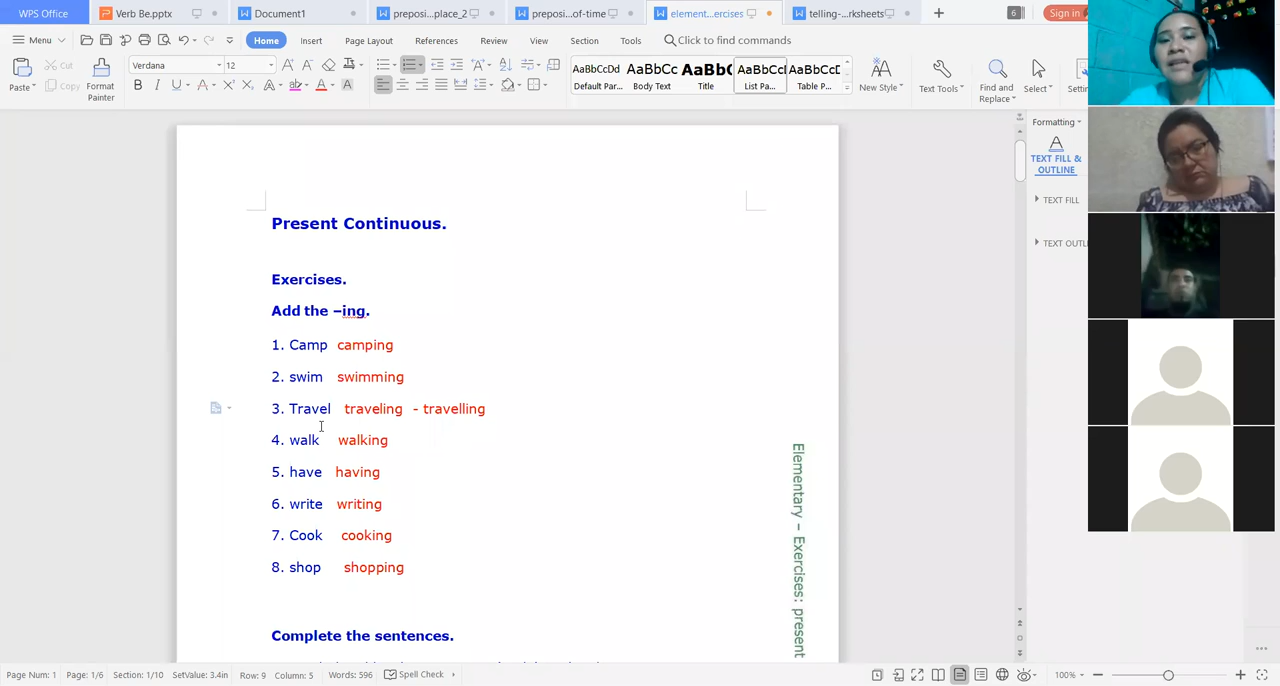 WPS Office
Verb Be.pptx
Document1
preposi...place_2
preposi...of-time
element...ercises
telling-...rksheets
6
Sign in
Menu
Home
Insert
Page Layout
References
Review
View
Section
Tools
Click to find commands
Paste
Cut
Copy
Format Painter
Verdana
12
AaBbCcDd
Default Par...
AaBbCc
Body Text
AaBb
Title
AaBbCcI
List Pa...
AaBbCcD
Table P...
New Style
Text Tools
Find and Replace
Select
Formatting
TEXT FILL & OUTLINE
TEXT FILL
Present Continuous.
Exercises.
Add the –ing.
1. Camp camping
2. swim swimming
3. Travel traveling - travelling
4. walk walking
5. have having
6. write writing
7. Cook cooking
8. shop shopping
Complete the sentences.
Elementary – Exercises: present
Page Num: 1
Page: 1/6
Section: 1/10
SetValue: 3.4in
Row: 9
Column: 5
Words: 596
Spell Check
100%